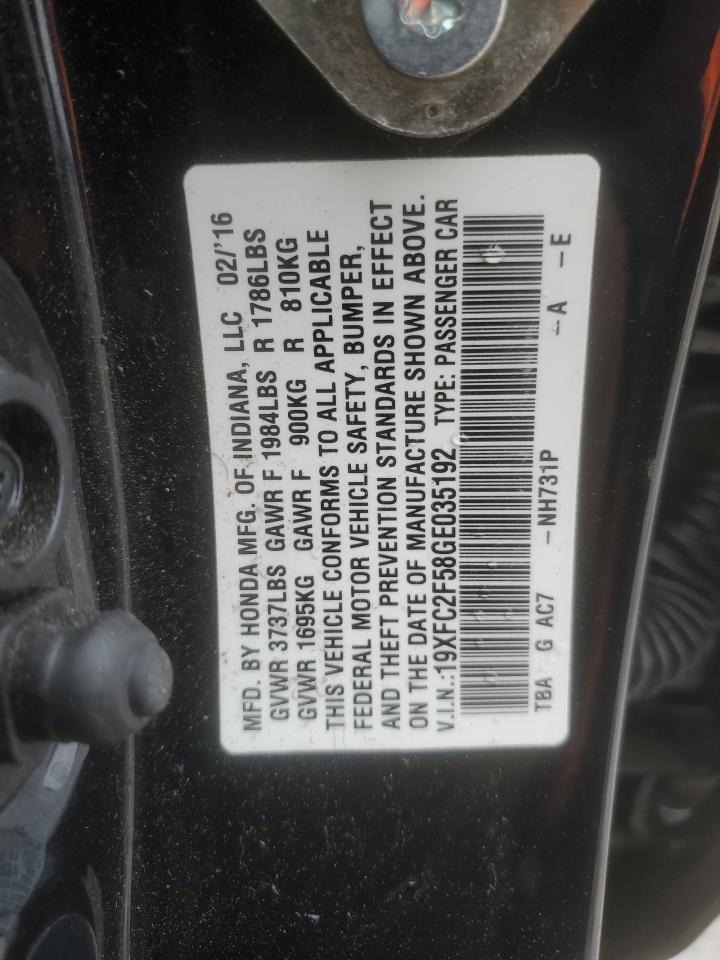 MFD. BY HONDA MFG. OF INDIANA, LLC 02/'16
GVWR 3737LBS GAWR F 1984LBS R 1786LBS
GVWR 1695KG GAWR F 900KG R 810KG
THIS VEHICLE CONFORMS TO ALL APPLICABLE
FEDERAL MOTOR VEHICLE SAFETY, BUMPER,
AND THEFT PREVENTION STANDARDS IN EFFECT
ON THE DATE OF MANUFACTURE SHOWN ABOVE.
V.I.N.:19XFC2F58GE035192 TYPE: PASSENGER CAR
TBA G AC7 -NH731P --A -E